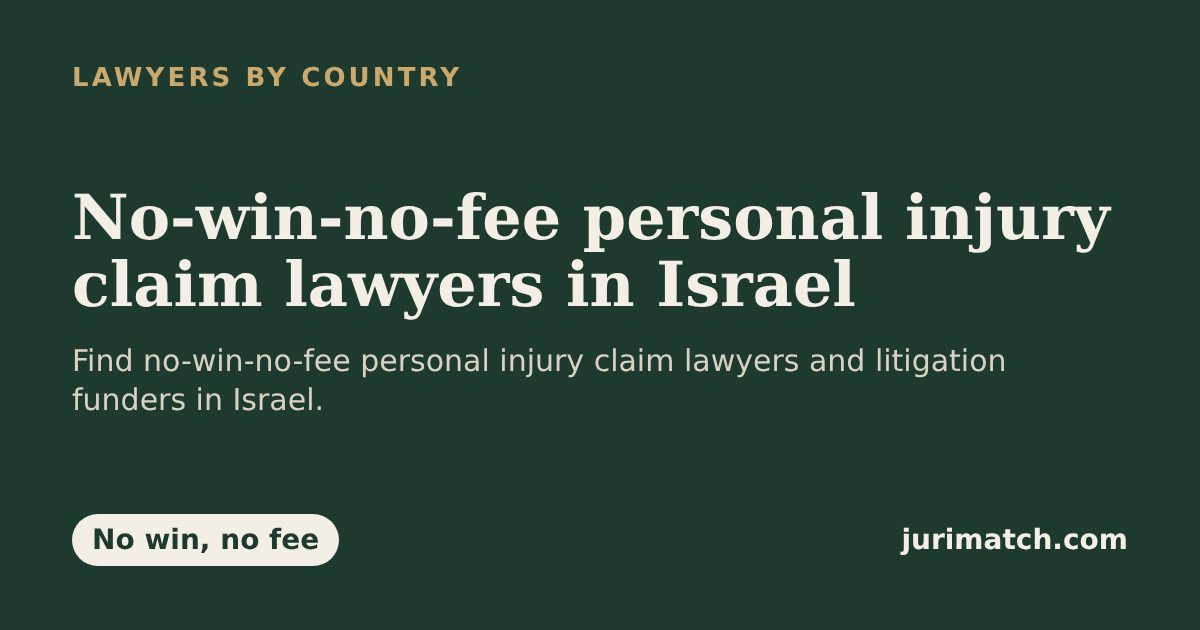 LAWYERS BY COUNTRY
No-win-no-fee personal injury
claim lawyers in Israel
Find no-win-no-fee personal injury claim lawyers and litigation
funders in Israel.
No win, no fee
jurimatch.com